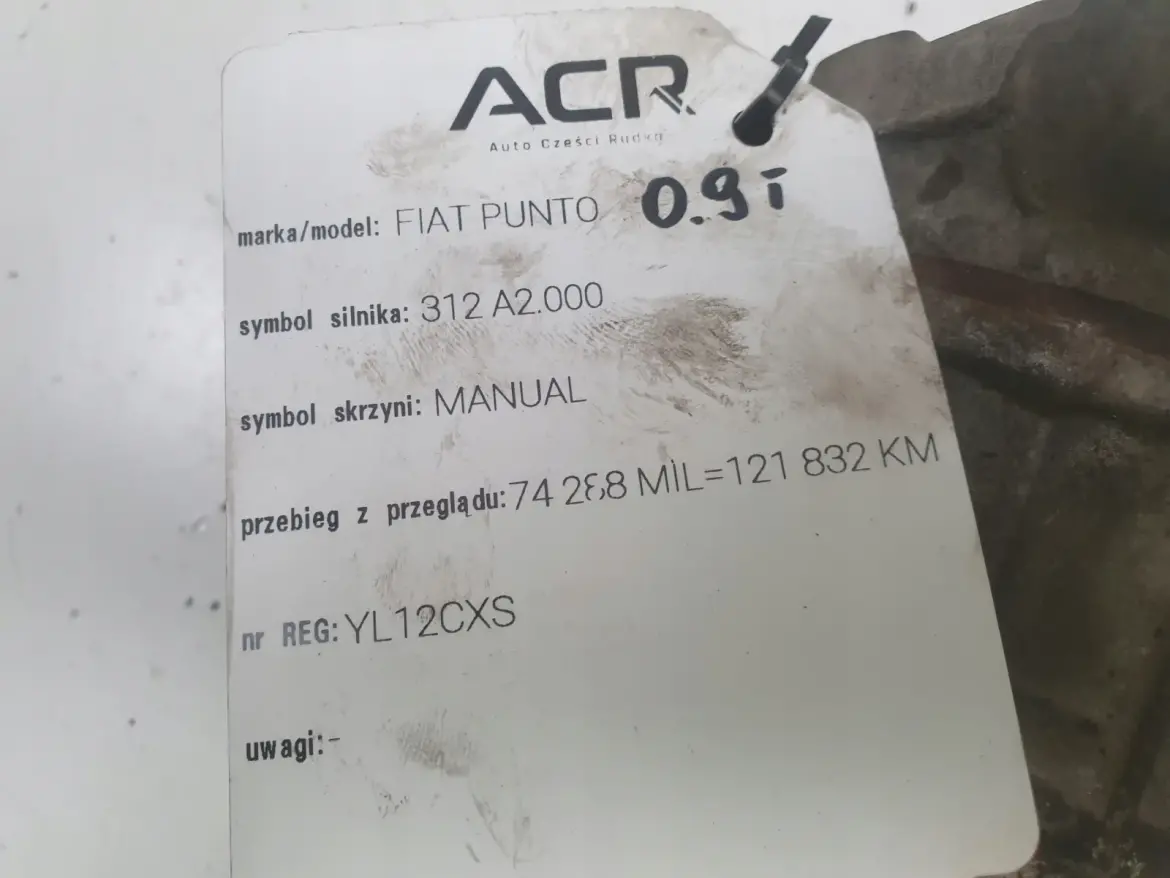 ACR
Auto Części Rudka
marka/model: FIAT PUNTO 0.9i
symbol silnika: 312 A2.000
symbol skrzyni: MANUAL
przebieg z przeglądu: 74 288 MIL=121 832 KM
nr REG: YL12CXS
uwagi:-